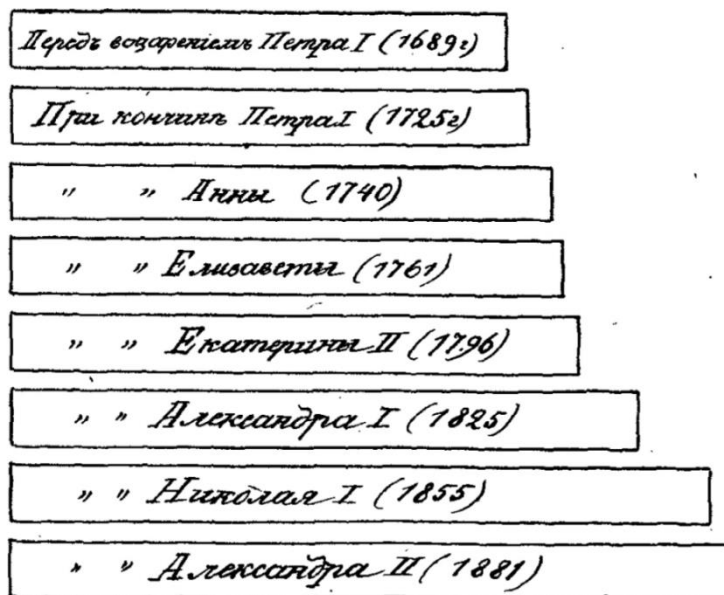 Передъ воцареніемъ Петра I (1689г)
При кончинѣ Петра I (1725г)
" " Анны (1740)
" " Елисаветы (1761)
" " Екатерины II (1796)
" " Александра I (1825)
" " Николая I (1855)
" " Александра II (1881)